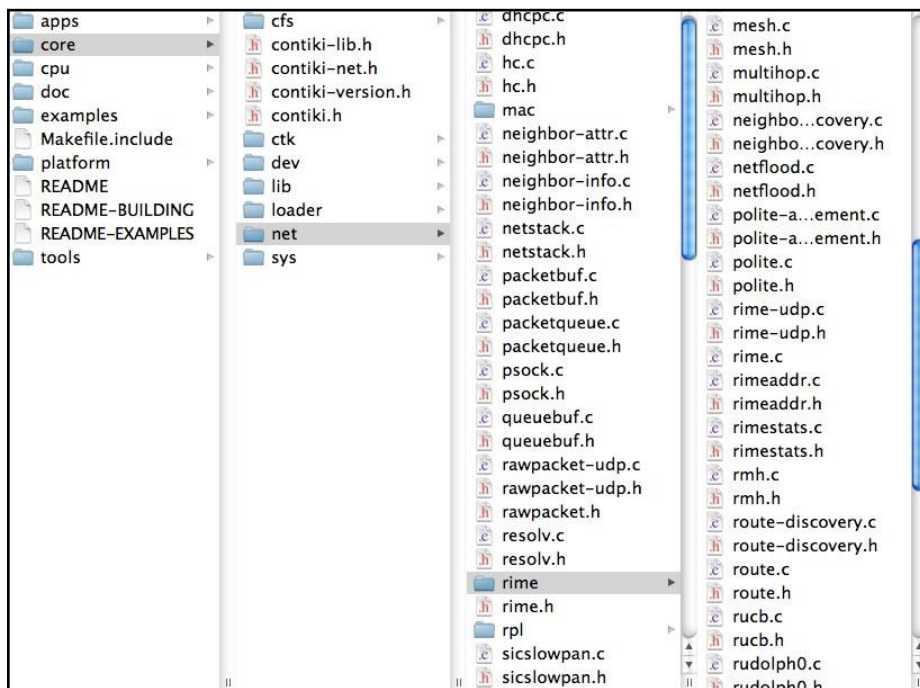 apps
core
cpu
doc
examples
Makefile.include
platform
README
README-BUILDING
README-EXAMPLES
tools
cfs
contiki-lib.h
contiki-net.h
contiki-version.h
contiki.h
ctk
dev
lib
loader
net
sys
dhcpc.c
dhcpc.h
hc.c
hc.h
mac
neighbor-attr.c
neighbor-attr.h
neighbor-info.c
neighbor-info.h
netstack.c
netstack.h
packetbuf.c
packetbuf.h
packetqueue.c
packetqueue.h
psock.c
psock.h
queuebuf.c
queuebuf.h
rawpacket-udp.c
rawpacket-udp.h
rawpacket.h
resolv.c
resolv.h
rime
rime.h
rpl
sicslowpan.c
sicslowpan.h
mesh.c
mesh.h
multihop.c
multihop.h
neighbo...covery.c
neighbo...covery.h
netflood.c
netflood.h
polite-a...ement.c
polite-a...ement.h
polite.c
polite.h
rime-udp.c
rime-udp.h
rime.c
rimeaddr.c
rimeaddr.h
rimestats.c
rimestats.h
rmh.c
rmh.h
route-discovery.c
route-discovery.h
route.c
route.h
rucb.c
rucb.h
rudolph0.c
rudolph0.h